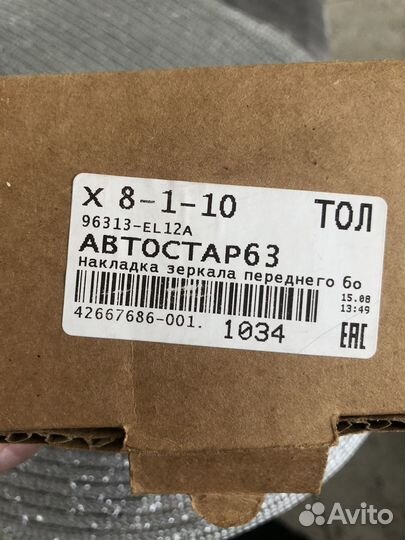 X 8-1-10 ТОЛ
96313-EL12A
АВТОСТАР63
накладка зеркала переднего бо
15.08
13:49
42667686-001. 1034
EAC
Avito